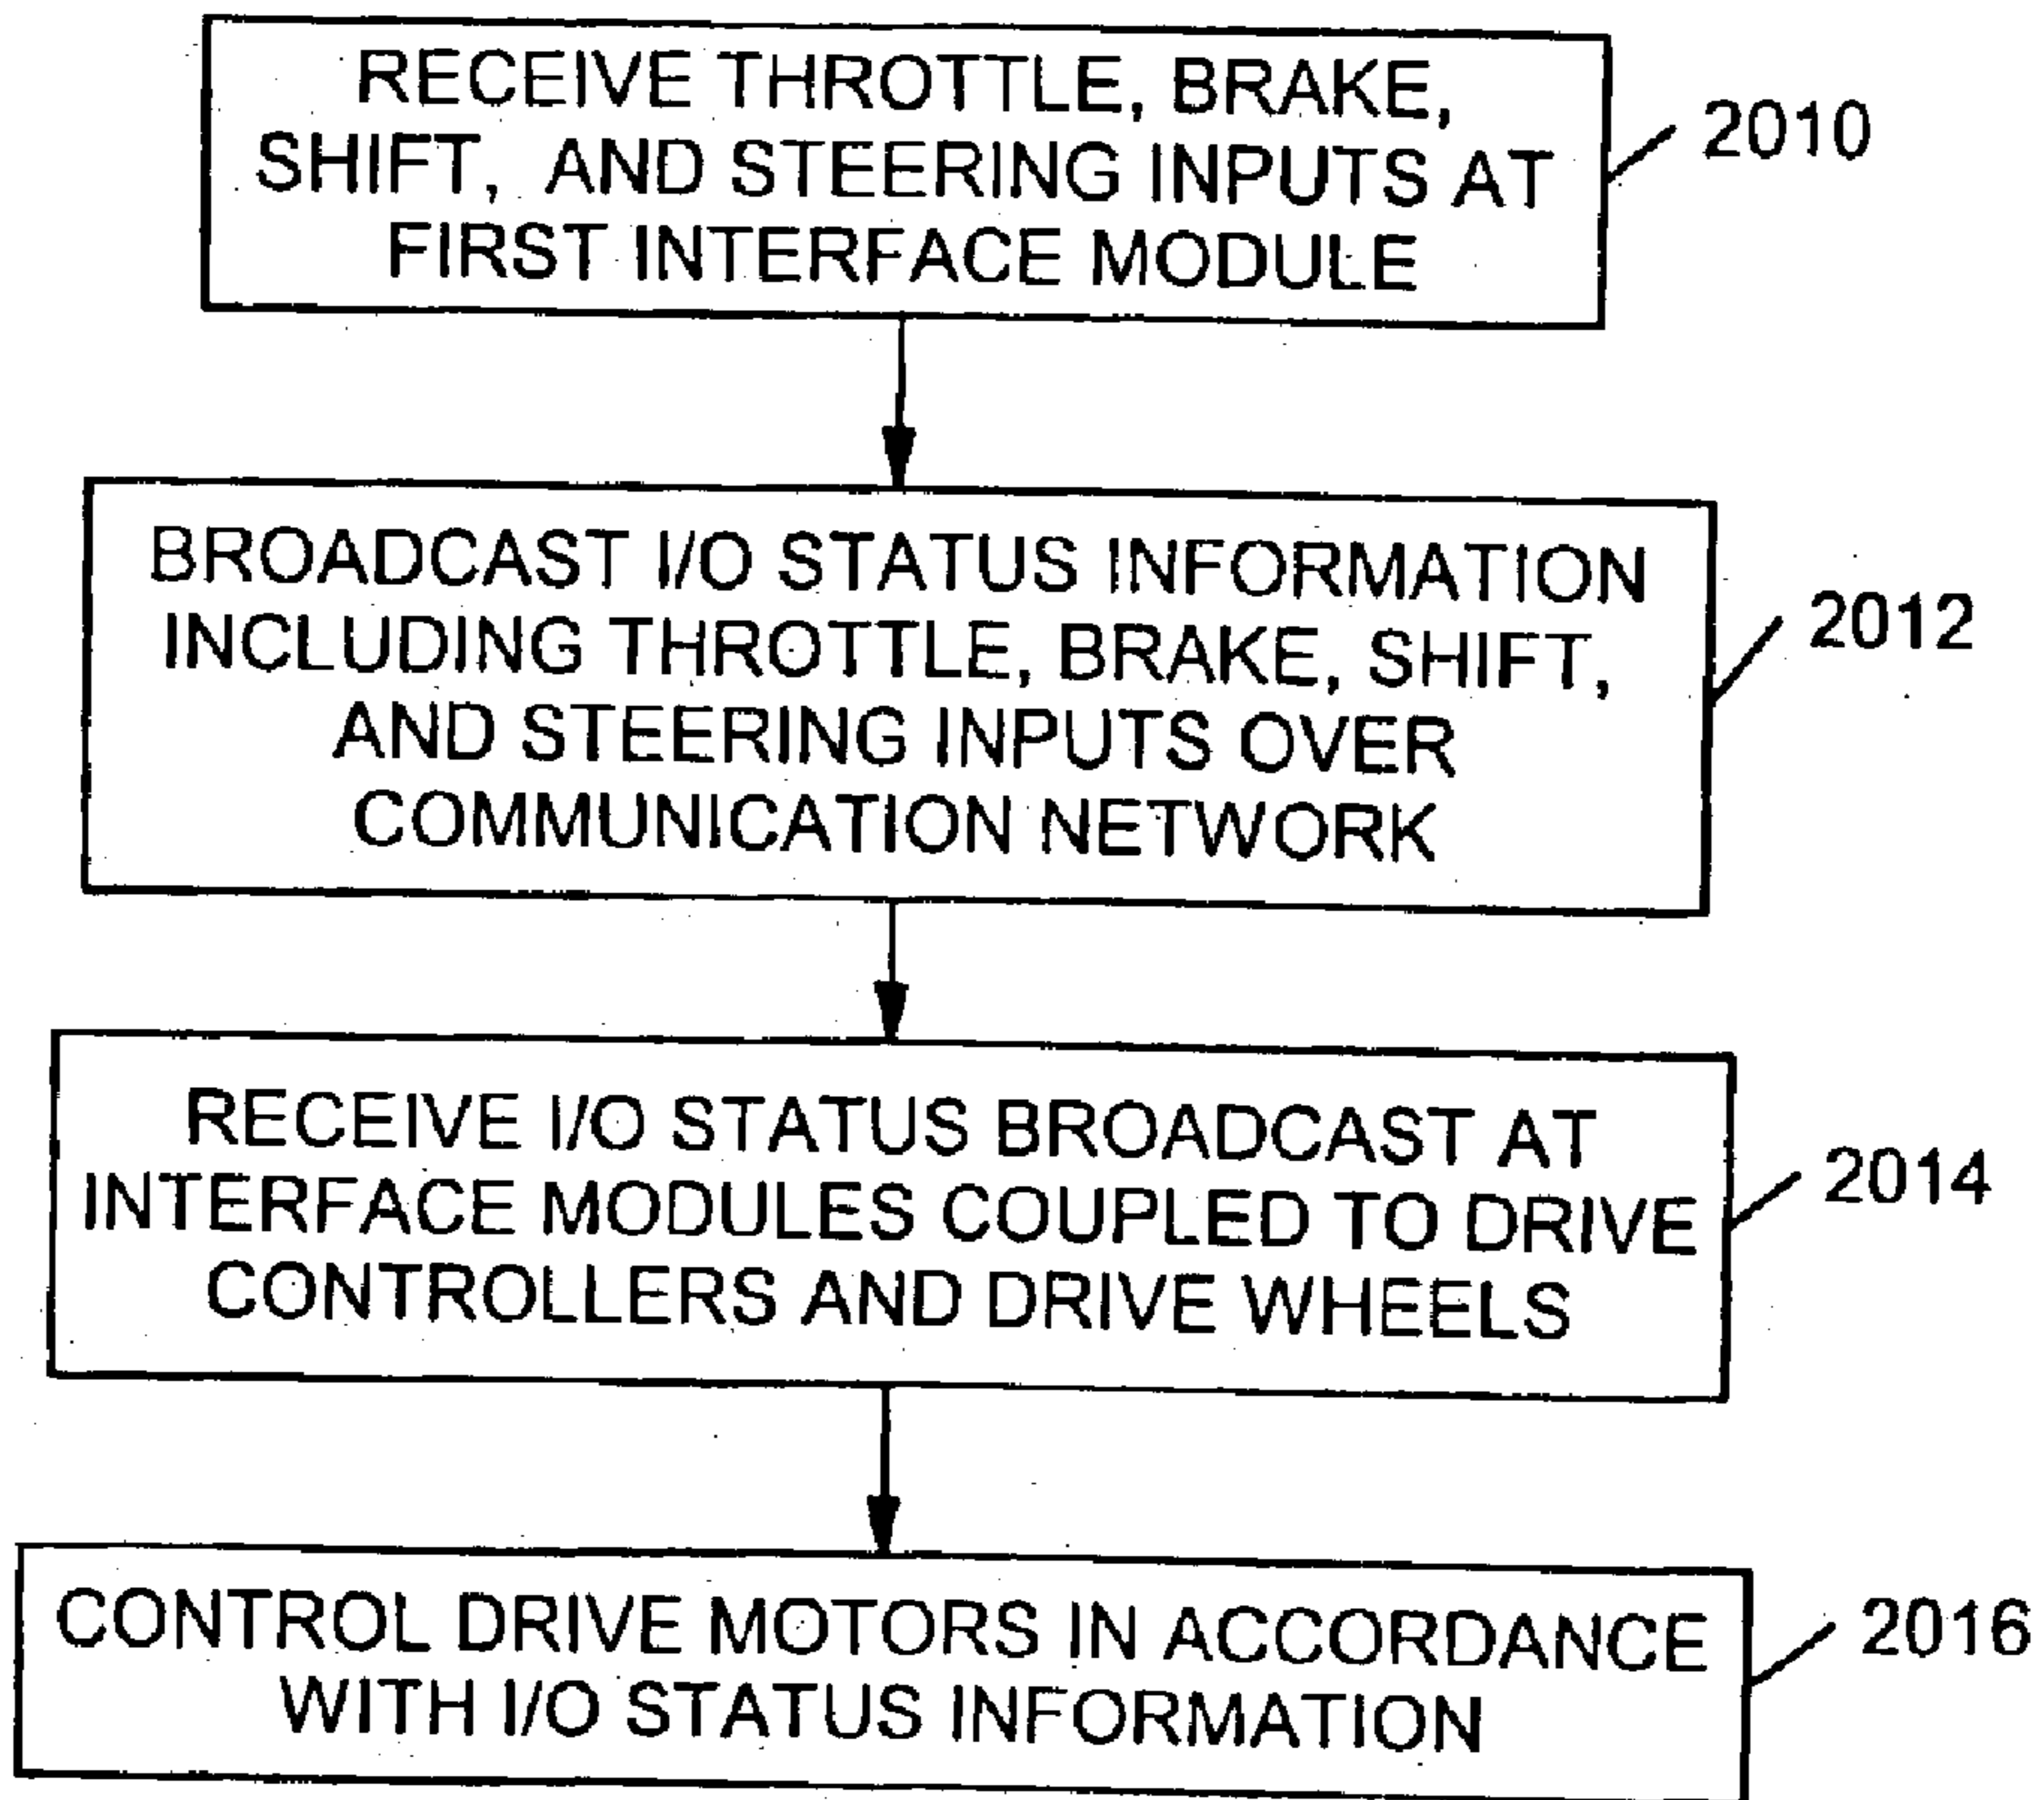 RECEIVE THROTTLE, BRAKE,
SHIFT, AND STEERING INPUTS AT
FIRST INTERFACE MODULE
2010
BROADCAST I/O STATUS INFORMATION
INCLUDING THROTTLE, BRAKE, SHIFT,
AND STEERING INPUTS OVER
COMMUNICATION NETWORK
2012
RECEIVE I/O STATUS BROADCAST AT
INTERFACE MODULES COUPLED TO DRIVE
CONTROLLERS AND DRIVE WHEELS
2014
CONTROL DRIVE MOTORS IN ACCORDANCE
WITH I/O STATUS INFORMATION
2016